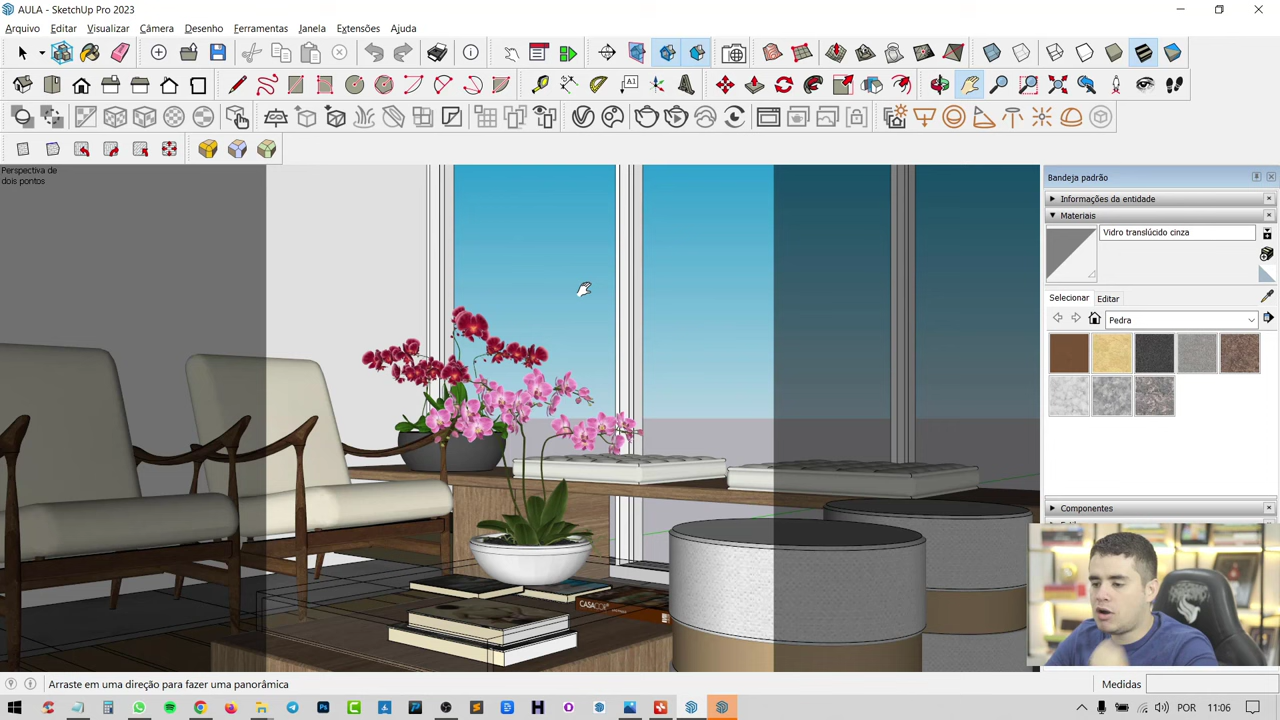 AULA - SketchUp Pro 2023
Arquivo Editar Visualizar Câmera Desenho Ferramentas Janela Extensões Ajuda
A1
Perspectiva de
dois pontos
Bandeja padrão
Informações da entidade
Materiais
Vidro translúcido cinza
Selecionar Editar
Pedra
CASACOR
Componentes
Arraste em uma direção para fazer uma panorâmica
Medidas
POR 11:06